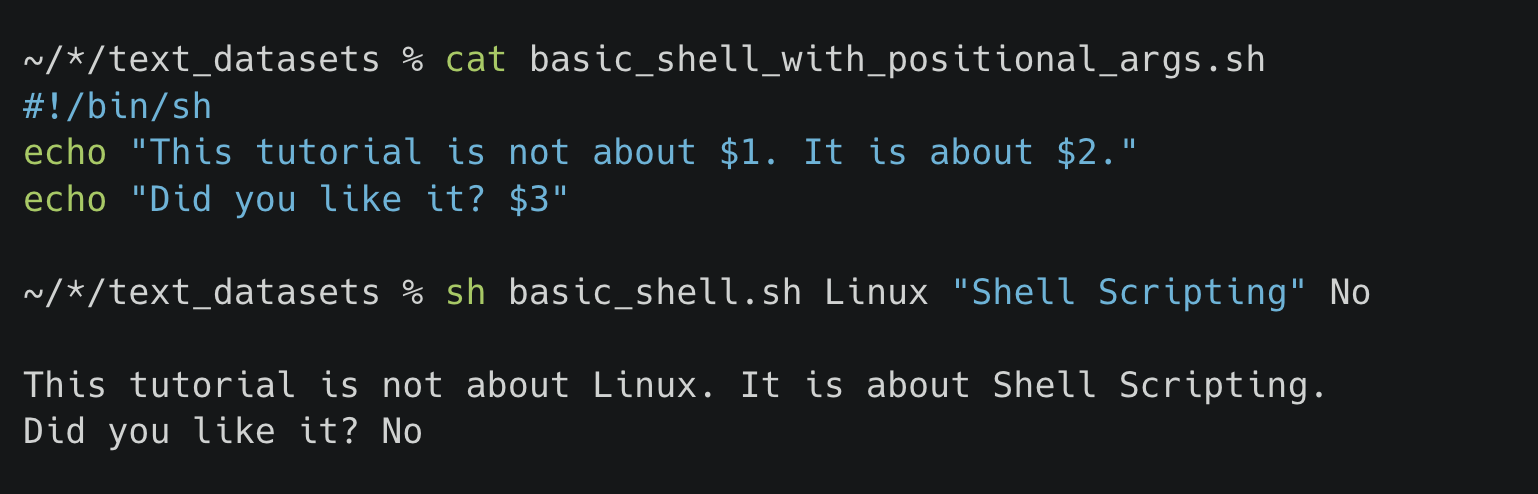 ~/*/text_datasets % cat basic_shell_with_positional_args.sh
#!/bin/sh
echo "This tutorial is not about $1. It is about $2."
echo "Did you like it? $3"
~/*/text_datasets % sh basic_shell.sh Linux "Shell Scripting" No
This tutorial is not about Linux. It is about Shell Scripting.
Did you like it? No